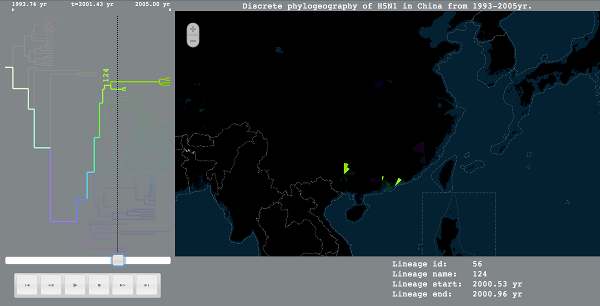 1993.74 yr t=2001.43 yr 2005.00 yr
Discrete phylogeography of H5N1 in China from 1993-2005yr.
124
Lineage id: 56
Lineage name: 124
Lineage start: 2000.53 yr
Lineage end: 2000.96 yr